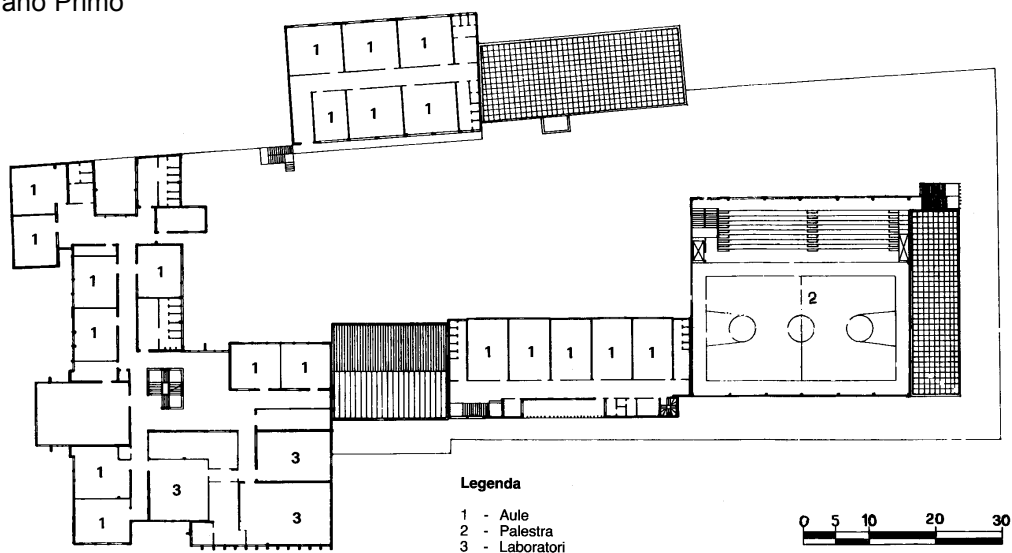 ano Primo
1 1 1
1 1 1
1
1
1 1
2
1
1 1 1 1 1 1 1
3
1
3
1 3
Legenda
1 - Aule
2 - Palestra
3 - Laboratori
0 5 10 20 30